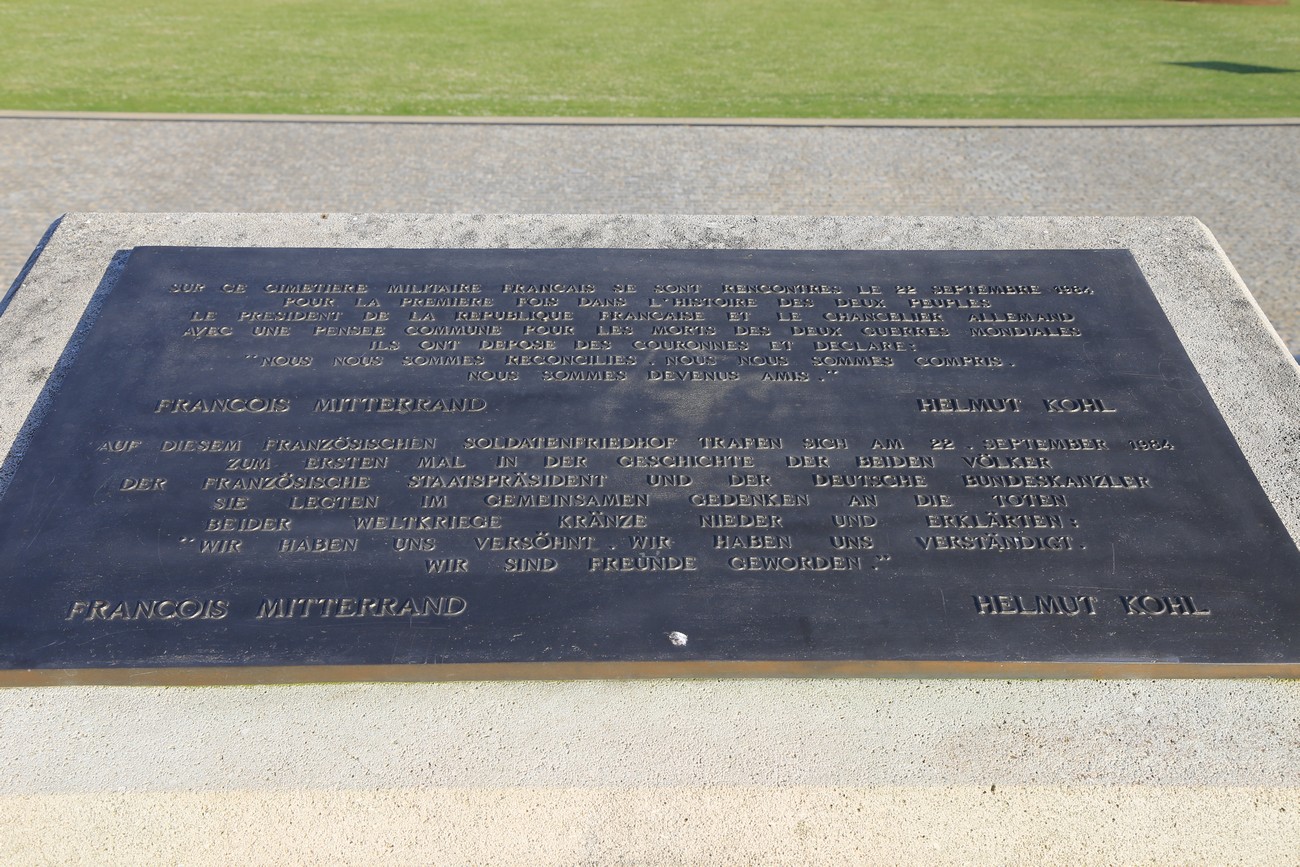 SUR CE CIMETIERE MILITAIRE FRANCAIS SE SONT RENCONTRES LE 22 SEPTEMBRE 1984
POUR LA PREMIERE FOIS DANS L'HISTOIRE DES DEUX PEUPLES
LE PRESIDENT DE LA REPUBLIQUE FRANCAISE ET LE CHANCELIER ALLEMAND
AVEC UNE PENSEE COMMUNE POUR LES MORTS DES DEUX GUERRES MONDIALES
ILS ONT DEPOSE DES COURONNES ET DECLARE:
"NOUS NOUS SOMMES RECONCILIES. NOUS NOUS SOMMES COMPRIS.
NOUS SOMMES DEVENUS AMIS."
FRANCOIS MITTERRAND HELMUT KOHL
AUF DIESEM FRANZÖSISCHEN SOLDATENFRIEDHOF TRAFEN SICH AM 22. SEPTEMBER 1984
ZUM ERSTEN MAL IN DER GESCHICHTE DER BEIDEN VÖLKER
DER FRANZÖSISCHE STAATSPRÄSIDENT UND DER DEUTSCHE BUNDESKANZLER
SIE LEGTEN IM GEMEINSAMEN GEDENKEN AN DIE TOTEN
BEIDER WELTKRIEGE KRÄNZE NIEDER UND ERKLÄRTEN:
"WIR HABEN UNS VERSÖHNT. WIR HABEN UNS VERSTÄNDIGT.
WIR SIND FREUNDE GEWORDEN."
FRANCOIS MITTERRAND HELMUT KOHL